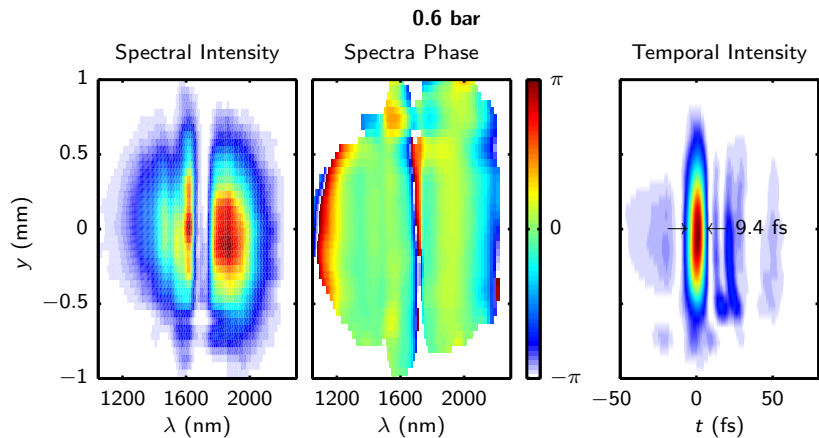 0.6 bar
Spectral Intensity
Spectra Phase
Temporal Intensity
1
0.5
0
−0.5
−1
y (mm)
π
0
−π
9.4 fs
1200 1600 2000
1200 1600 2000
−50 0 50
λ (nm)
λ (nm)
t (fs)